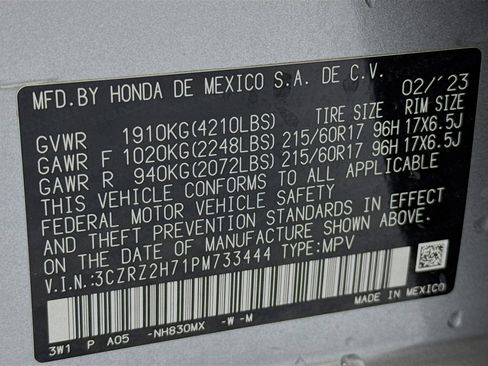 MFD.BY HONDA DE MEXICO S.A. DE C.V. 02/´23
TIRE SIZE RIM SIZE
GVWR 1910KG(4210LBS)
GAWR F 1020KG(2248LBS) 215/60R17 96H 17X6.5J
GAWR R 940KG(2072LBS) 215/60R17 96H 17X6.5J
THIS VEHICLE CONFORMS TO ALL APPLICABLE
FEDERAL MOTOR VEHICLE SAFETY
AND THEFT PREVENTION STANDARDS IN EFFECT
ON THE DATE OF MANUFACTURE SHOWN ABOVE.
V.I.N.:3CZRZ2H71PM733444 TYPE:MPV
MADE IN MEXICO
3W1 P A05 -NH830MX -W -M